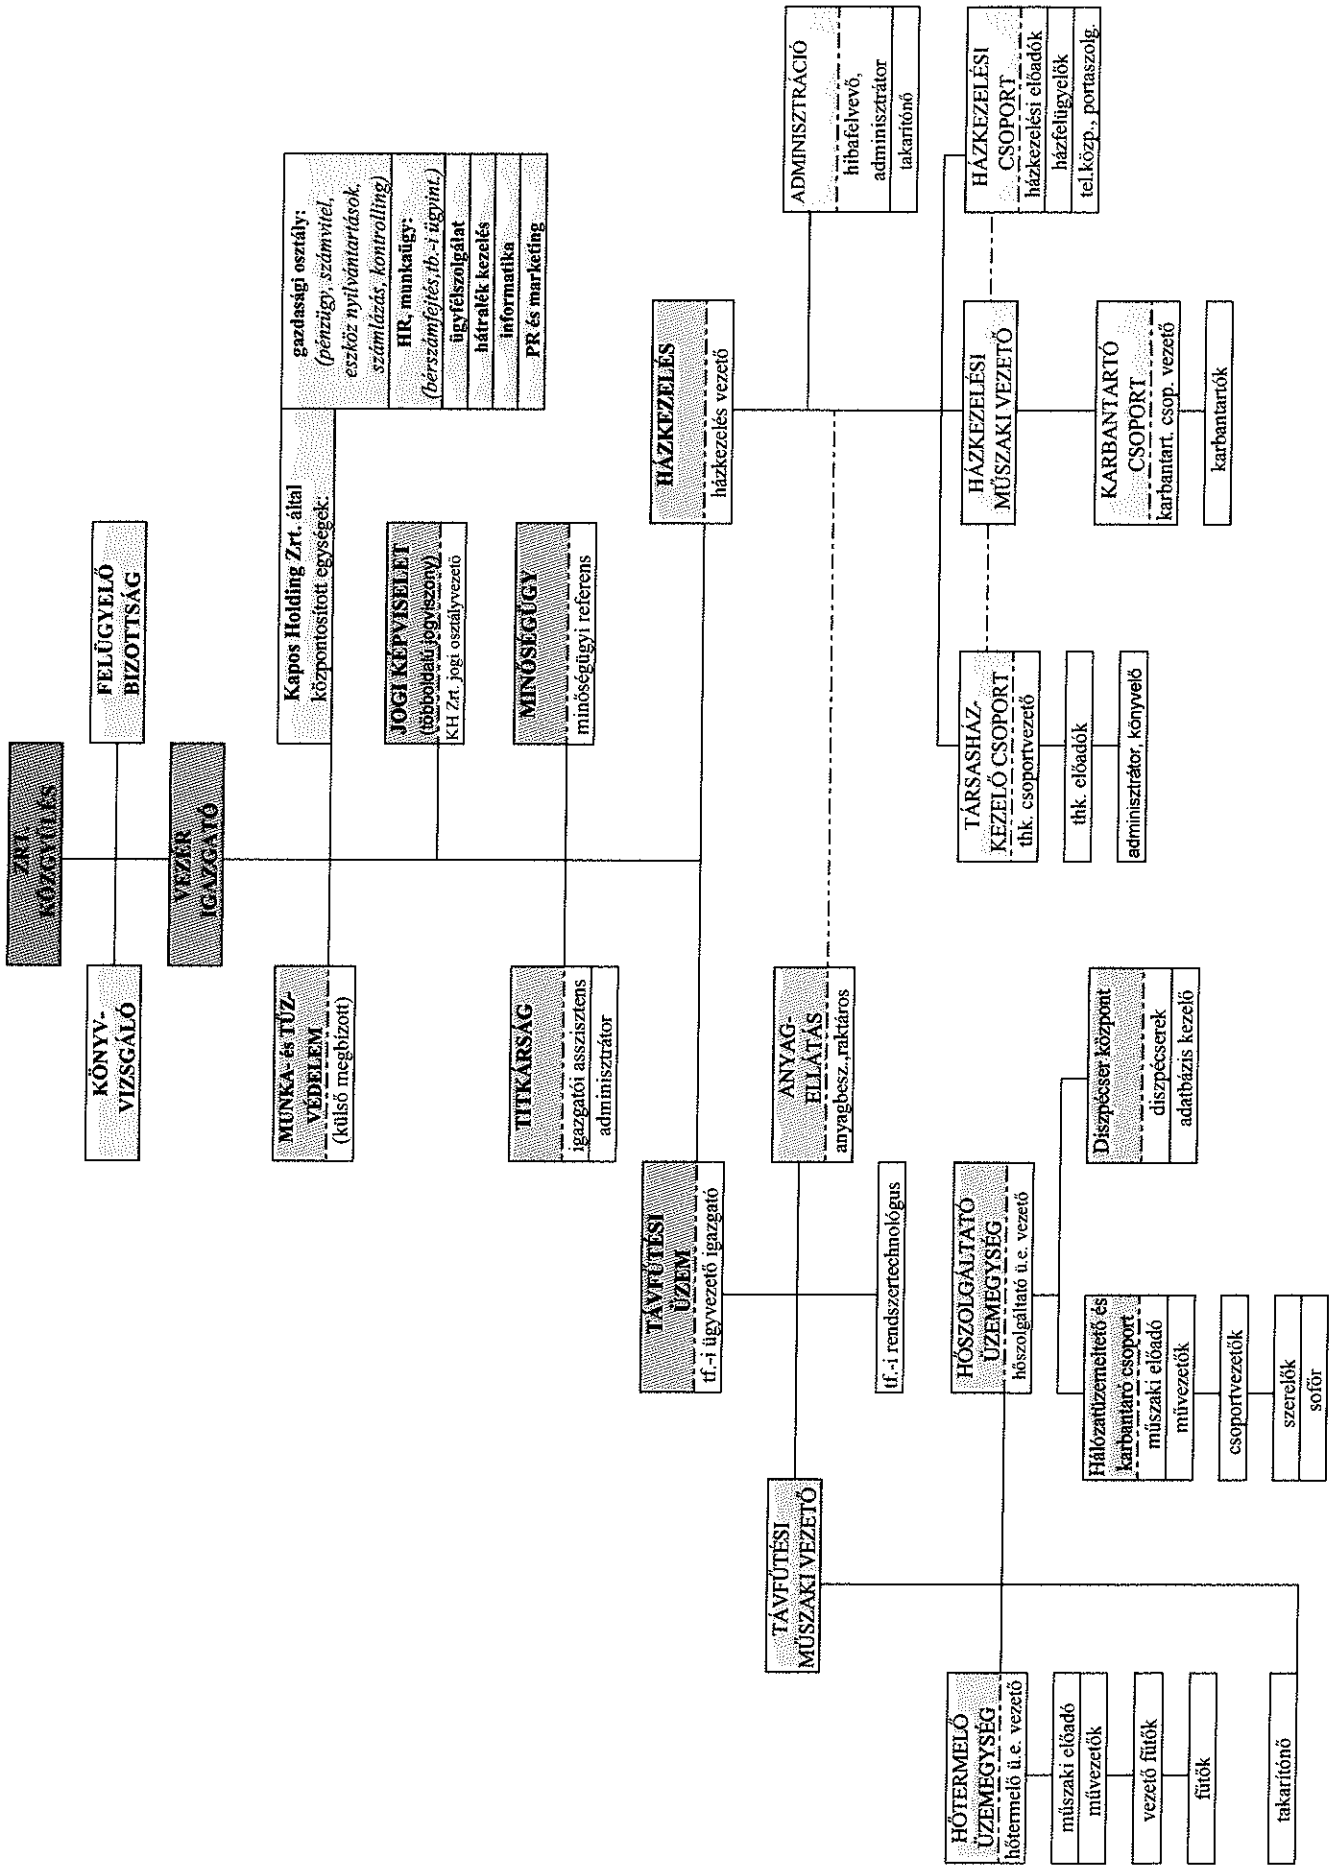 ZRT.
KÖZGYŰLÉS
KÖNYV-
VIZSGÁLÓ
FELÜGYELŐ
BIZOTTSÁG
VEZÉR
IGAZGATÓ
MUNKA- és TŰZ-
VÉDELEM
(külső megbízott)
Kapos Holding Zrt. által
központosított egységek:
gazdasági osztály:
(pénzügy, számvitel,
eszköz nyilvántartások,
számlázás, kontrolling)
HR, munkaügy:
(bérszámfejtés,tb.-i ügyint.)
ügyfélszolgálat
hátralék kezelés
informatika
PR és marketing
JOGI KÉPVISELET
(többoldalú jogviszony)
KH Zrt. jogi osztályvezető
TITKÁRSÁG
igazgatói asszisztens
adminisztrátor
MINŐSÉGÜGY
minőségügyi referens
TÁVFŰTÉSI
ÜZEM
tf.-i ügyvezető igazgató
HÁZKEZELÉS
házkezelés vezető
TÁVFŰTÉSI
MŰSZAKI VEZETŐ
ANYAG-
ELLÁTÁS
anyagbesz.,raktáros
ADMINISZTRÁCIÓ
hibafelvevő,
adminisztrátor
takarítónő
tf.-i rendszertechnológus
HŐTERMELŐ
ÜZEMEGYSÉG
hőtermelő ü.e. vezető
műszaki előadó
művezetők
vezető fűtők
fűtők
takarítónő
HŐSZOLGÁLTATÓ
ÜZEMEGYSÉG
hőszolgáltató ü.e. vezető
Hálózatüzemeltető és
karbantaró csoport
műszaki előadó
művezetők
csoportvezetők
szerelők
sofőr
Diszpécser központ
diszpécserek
adatbázis kezelő
TÁRSASHÁZ-
KEZELŐ CSOPORT
thk. csoportvezető
thk. előadók
adminisztrátor, könyvelő
HÁZKEZELÉSI
MŰSZAKI VEZETŐ
KARBANTARTÓ
CSOPORT
karbantart. csop. vezető
karbantartók
HÁZKEZELÉSI
CSOPORT
házkezelési előadók
házfelügyelők
tel.közp., portaszolg.